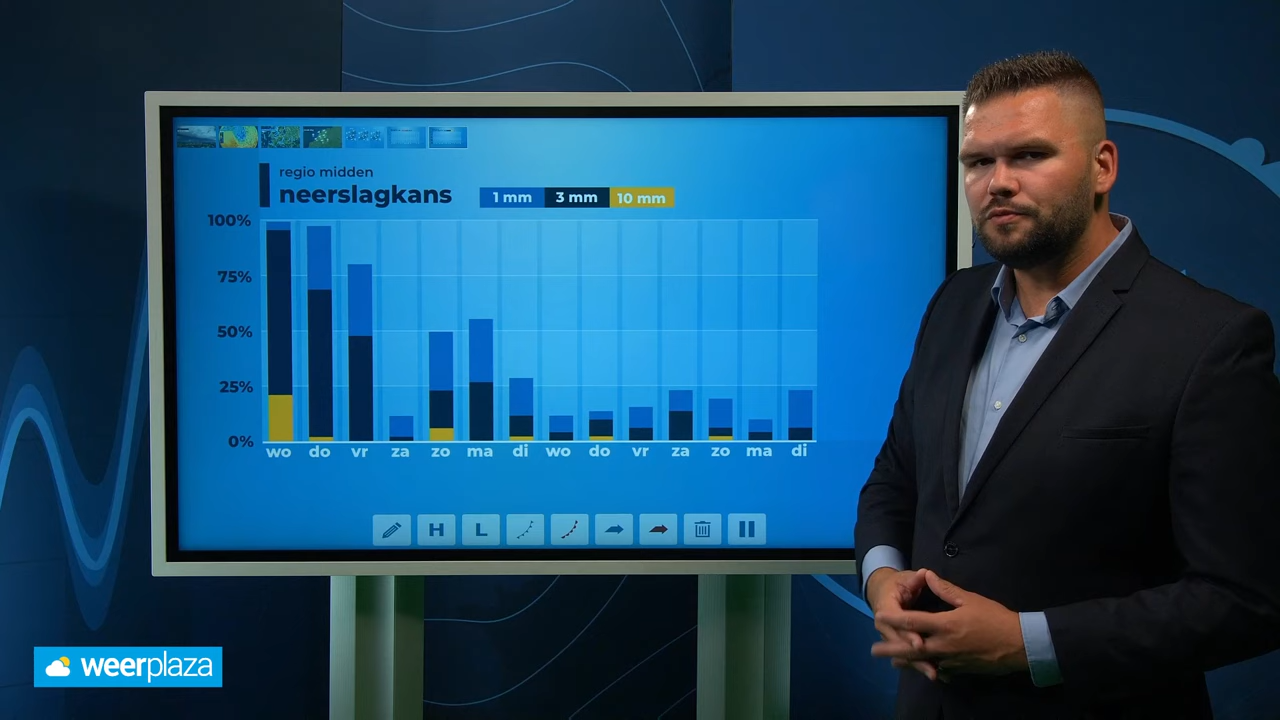 regio midden
neerslagkans
1 mm 3 mm 10 mm
100%
75%
50%
25%
0%
wo do vr za zo ma di wo do vr za zo ma di
H L
weerplaza